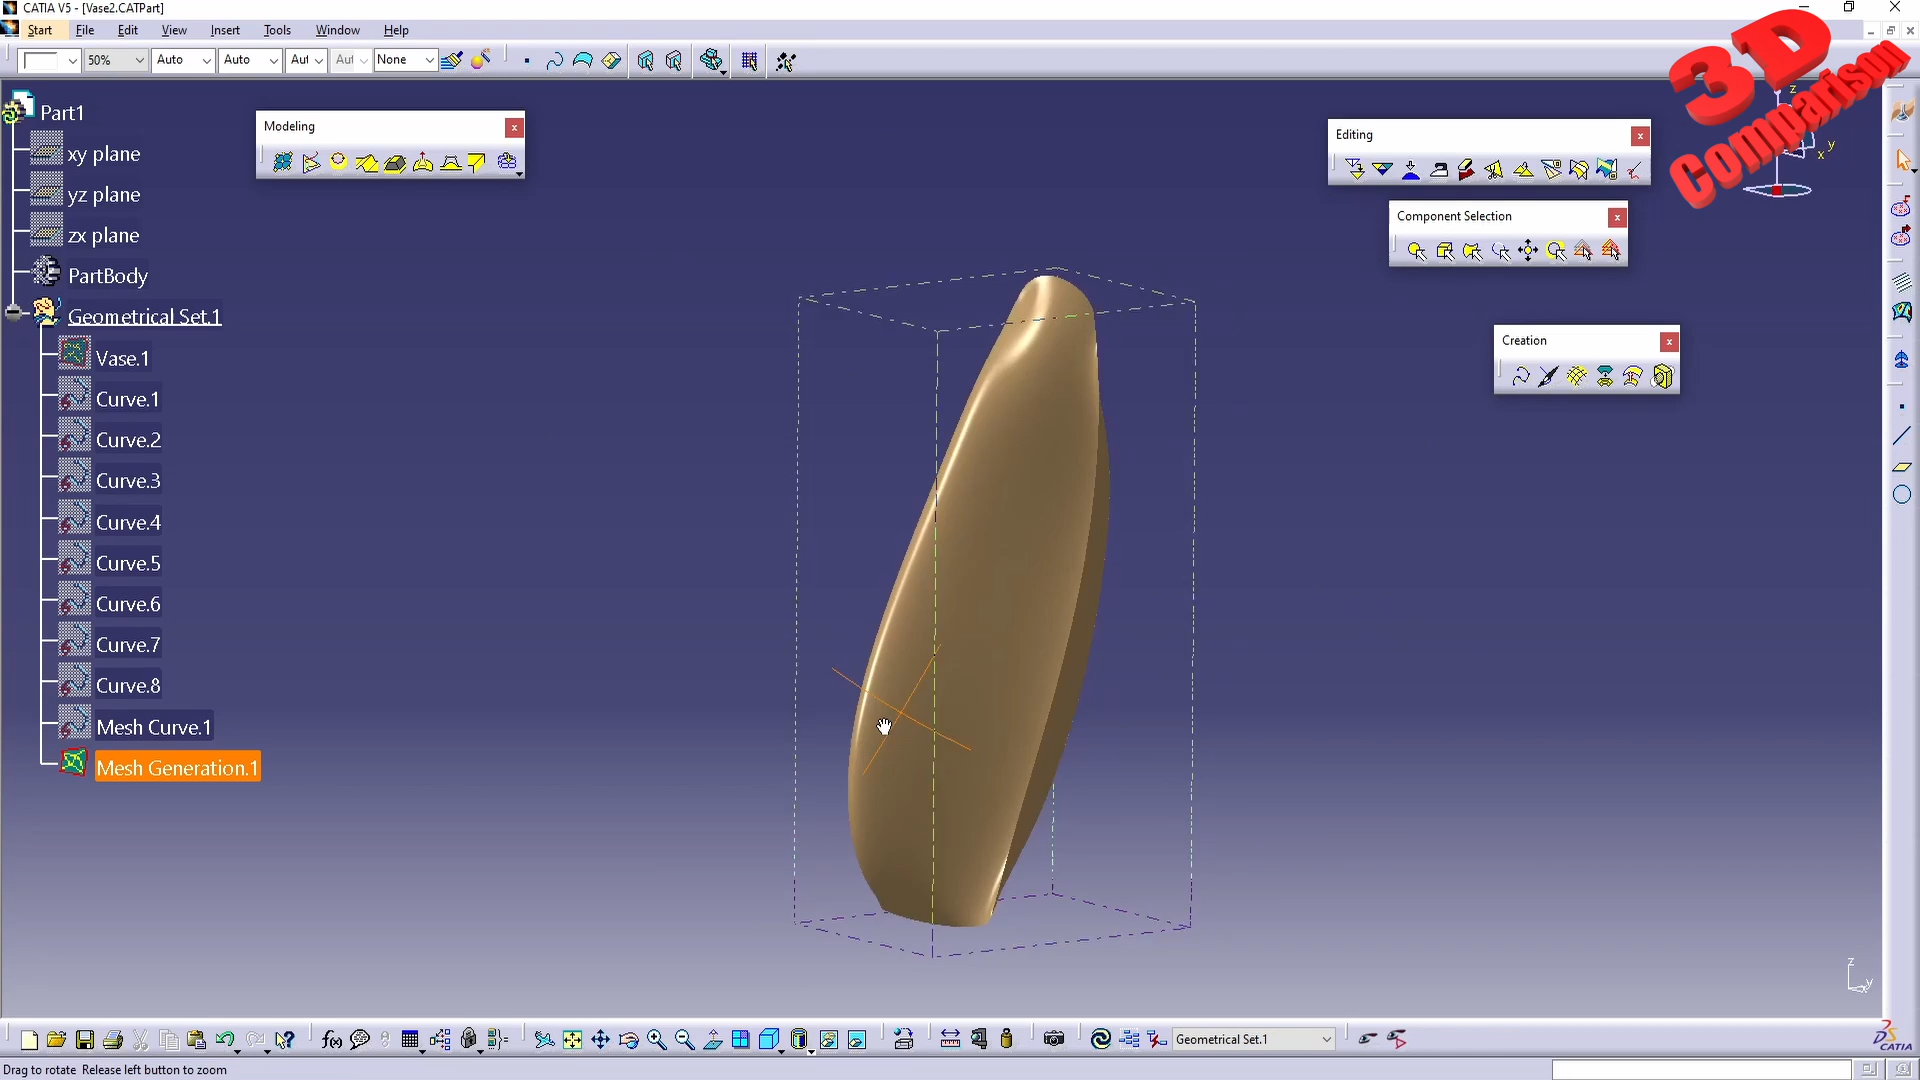 CATIA V5 - [Vase2.CATPart]
Start File Edit View Insert Tools Window Help
50% Auto Auto Aut Aut None
3D
Comparison
Part1
xy plane
yz plane
zx plane
PartBody
Geometrical Set.1
Vase.1
Curve.1
Curve.2
Curve.3
Curve.4
Curve.5
Curve.6
Curve.7
Curve.8
Mesh Curve.1
Mesh Generation.1
Modeling
Editing
Component Selection
Creation
z
y
x
z
y
f(x)
Geometrical Set.1
CATIA
Drag to rotate Release left button to zoom